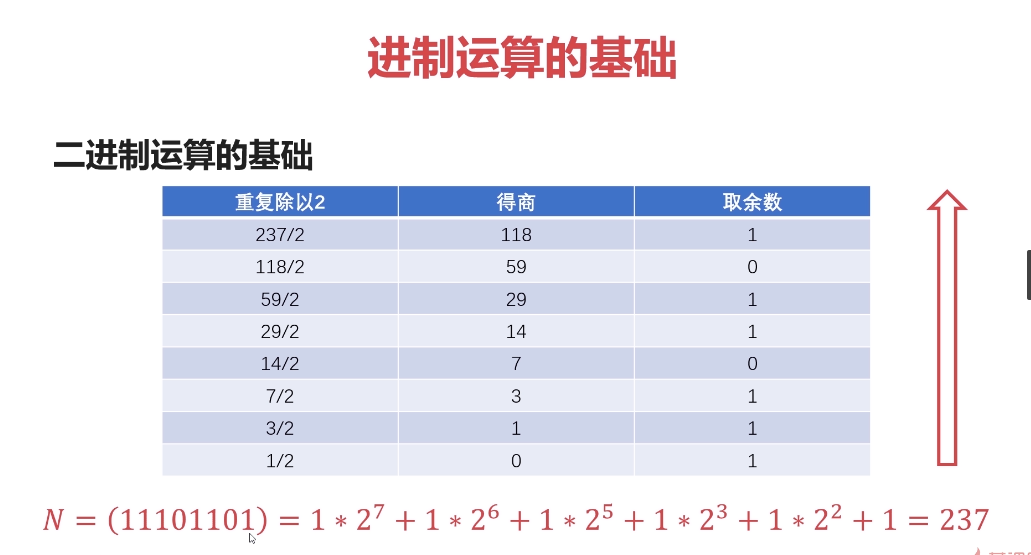 进制运算的基础
二进制运算的基础
重复除以2 得商 取余数
237/2 118 1
118/2 59 0
59/2 29 1
29/2 14 1
14/2 7 0
7/2 3 1
3/2 1 1
1/2 0 1
N = (11101101) = 1 ∗ 2⁷ + 1 ∗ 2⁶ + 1 ∗ 2⁵ + 1 ∗ 2³ + 1 ∗ 2² + 1 = 237